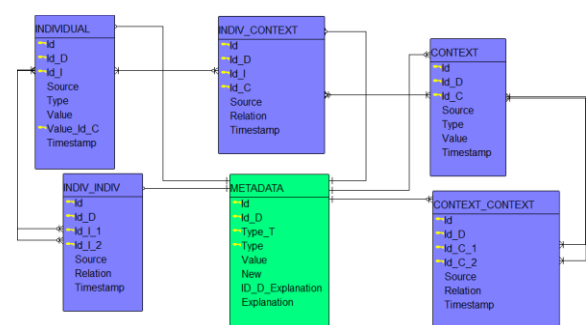 INDIVIDUAL
Id
Id_D
Id_I
Source
Type
Value
Value_Id_C
Timestamp
INDIV_CONTEXT
Id
Id_D
Id_I
Id_C
Source
Relation
Timestamp
CONTEXT
Id
Id_D
Id_C
Source
Type
Value
Timestamp
INDIV_INDIV
Id
Id_D
Id_I_1
Id_I_2
Source
Relation
Timestamp
METADATA
Id
Id_D
Type_T
Type
Value
New
ID_D_Explanation
Explanation
CONTEXT_CONTEXT
Id
Id_D
Id_C_1
Id_C_2
Source
Relation
Timestamp